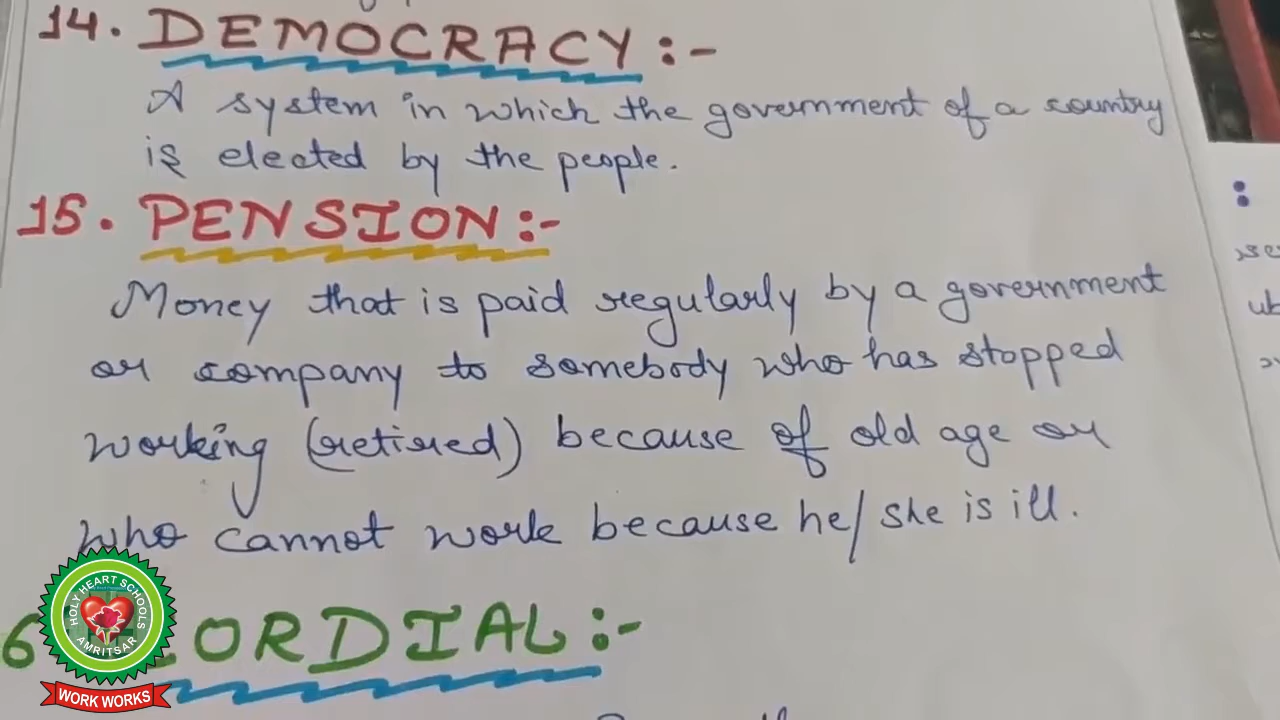 14. DEMOCRACY :-
A system in which the government of a country
is elected by the people.
15. PENSION :-
Money that is paid regularly by a government
or company to somebody who has stopped
working (retired) because of old age or
who cannot work because he/she is ill.
6 ORDIAL :-
HOLY HEART SCHOOLS
AMRITSAR
WORK WORKS